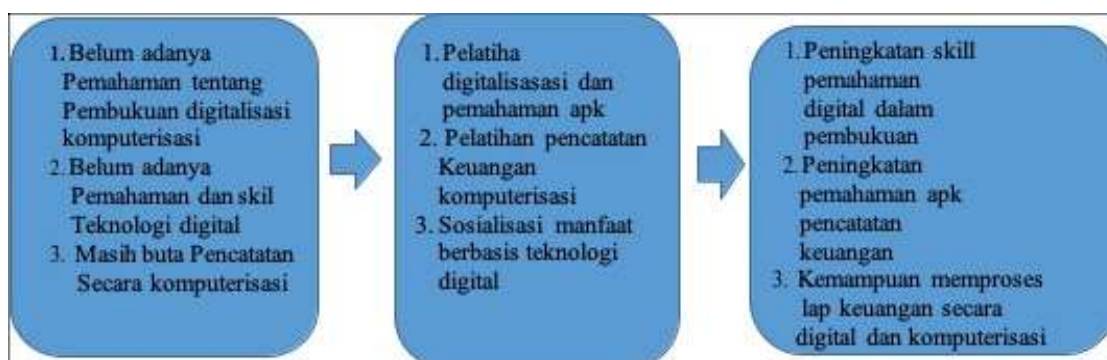 1. Belum adanya
Pemahaman tentang
Pembukuan digitalisasi
komputerisasi
2. Belum adanya
Pemahaman dan skil
Teknologi digital
3. Masih buta Pencatatan
Secara komputerisasi
1. Pelatiha
digitalisasasi dan
pemahaman apk
2. Pelatihan pencatatan
Keuangan
komputerisasi
3. Sosialisasi manfaat
berbasis teknologi
digital
1. Peningkatan skill
pemahaman
digital dalam
pembukuan
2. Peningkatan
pemahaman apk
pencatatan
keuangan
3. Kemampuan memproses
lap keuangan secara
digital dan komputerisasi